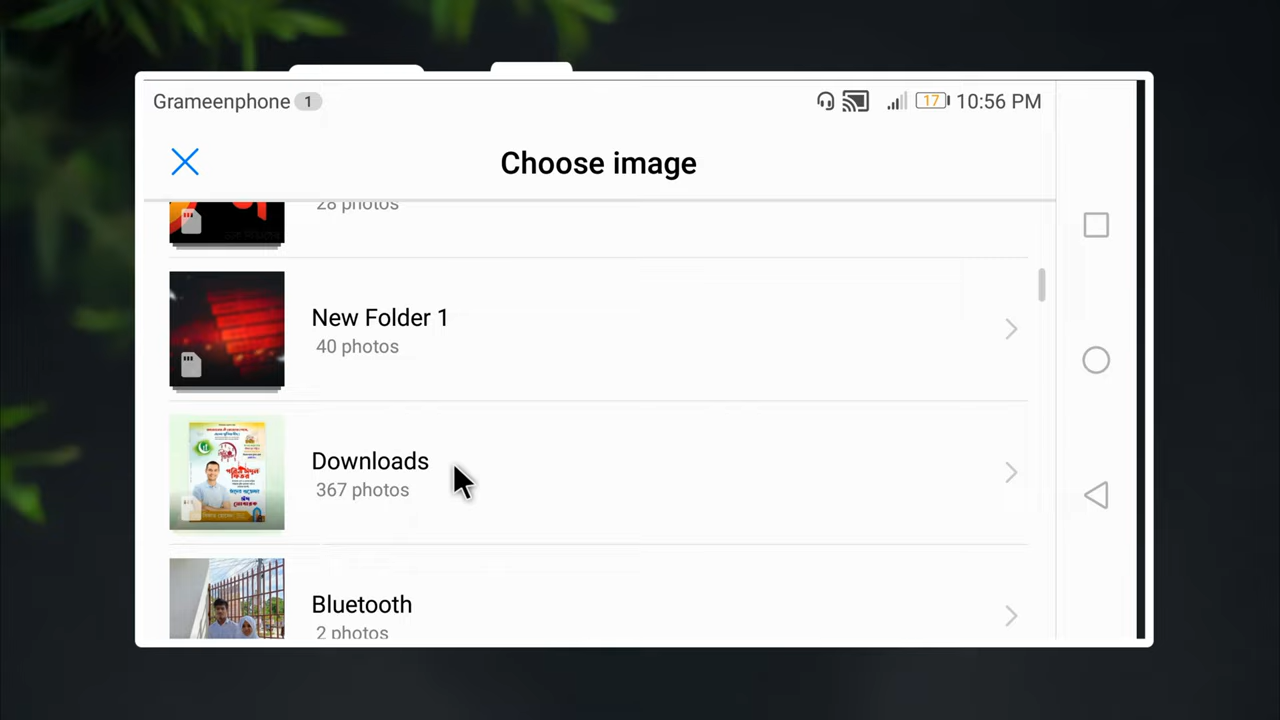 Grameenphone 1
17 10:56 PM
Choose image
28 photos
New Folder 1
40 photos
Downloads
367 photos
ঈদ
Bluetooth
2 photos